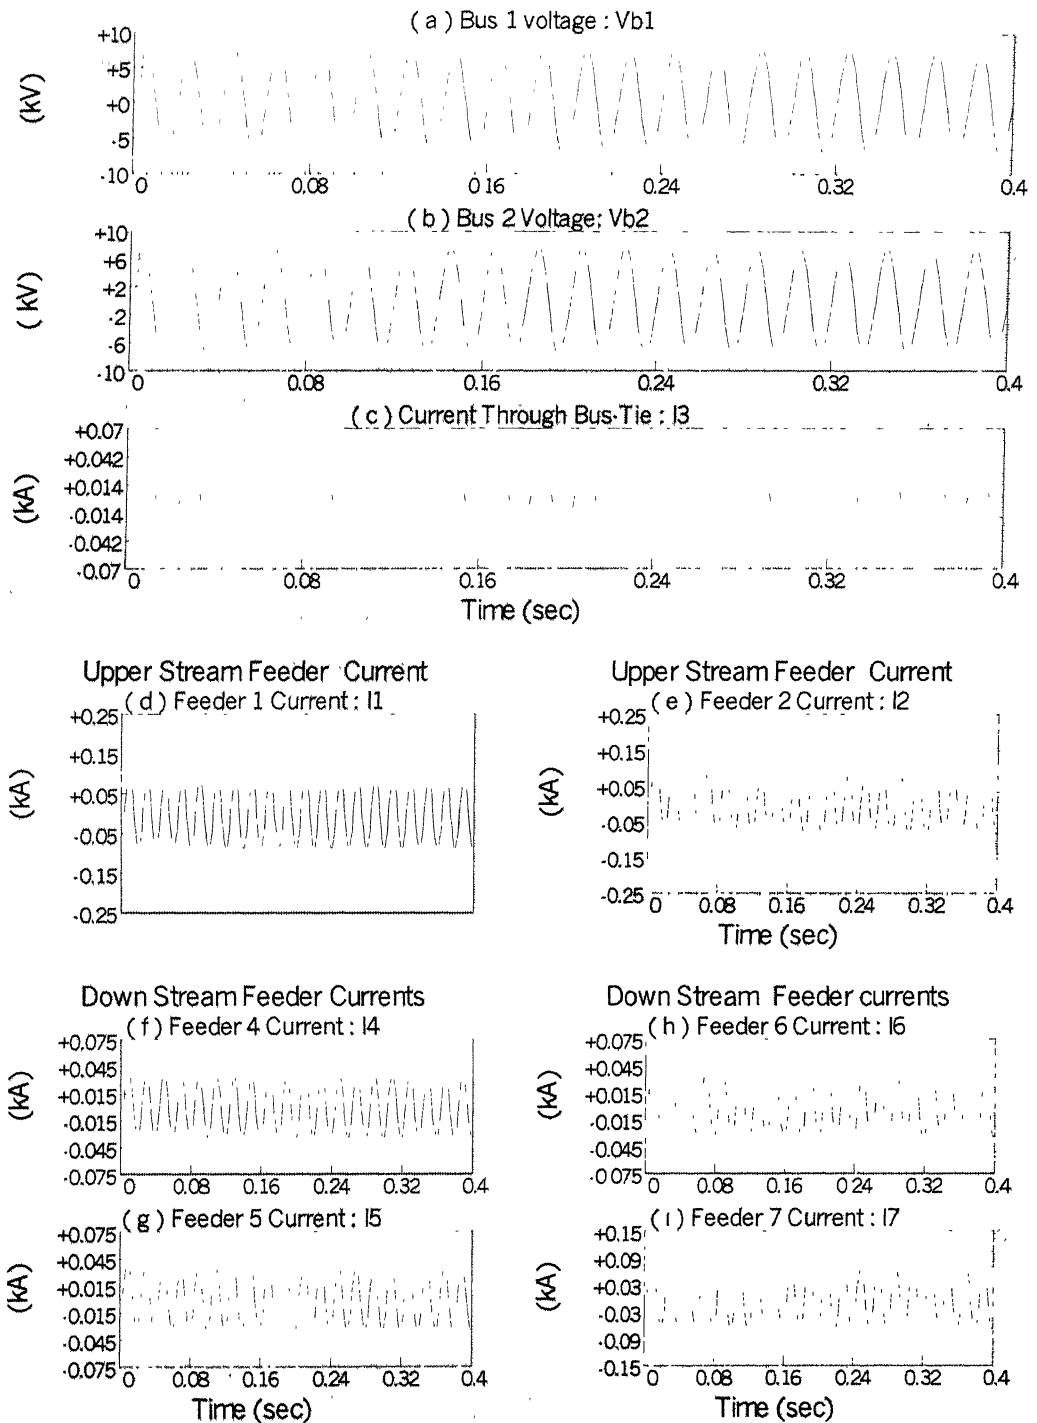 ( a ) Bus 1 voltage : Vb1
(kV)
+10
+5
+0
-5
-10
0 0.08 0.16 0.24 0.32 0.4
( b ) Bus 2 Voltage: Vb2
( kV)
+10
+6
+2
-2
-6
-10
0 0.08 0.16 0.24 0.32 0.4
( c ) Current Through Bus-Tie : I3
(kA)
+0.07
+0.042
+0.014
-0.014
-0.042
-0.07
0 0.08 0.16 0.24 0.32 0.4
Time (sec)
Upper Stream Feeder Current
( d ) Feeder 1 Current : I1
(kA)
+0.25
+0.15
+0.05
-0.05
-0.15
-0.25
Upper Stream Feeder Current
( e ) Feeder 2 Current : I2
(kA)
+0.25
+0.15
+0.05
-0.05
-0.15
-0.25
0 0.08 0.16 0.24 0.32 0.4
Time (sec)
Down Stream Feeder Currents
( f ) Feeder 4 Current : I4
(kA)
+0.075
+0.045
+0.015
-0.015
-0.045
-0.075
0 0.08 0.16 0.24 0.32 0.4
( g ) Feeder 5 Current : I5
(kA)
+0.075
+0.045
+0.015
-0.015
-0.045
-0.075
0 0.08 0.16 0.24 0.32 0.4
Time (sec)
Down Stream Feeder currents
( h ) Feeder 6 Current : I6
(kA)
+0.075
+0.045
+0.015
-0.015
-0.045
-0.075
0 0.08 0.16 0.24 0.32 0.4
( i ) Feeder 7 Current : I7
(kA)
+0.15
+0.09
+0.03
-0.03
-0.09
-0.15
0 0.08 0.16 0.24 0.32 0.4
Time (sec)